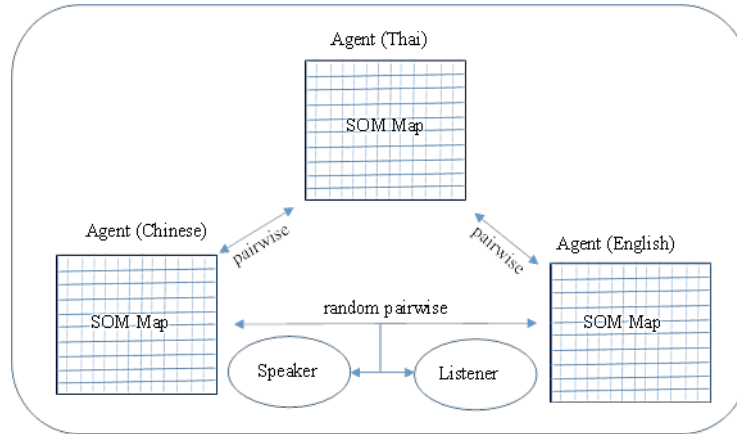 Agent (Thai)
SOM Map
pairwise
pairwise
Agent (Chinese)
Agent (English)
SOM Map
random pairwise
SOM Map
Speaker
Listener